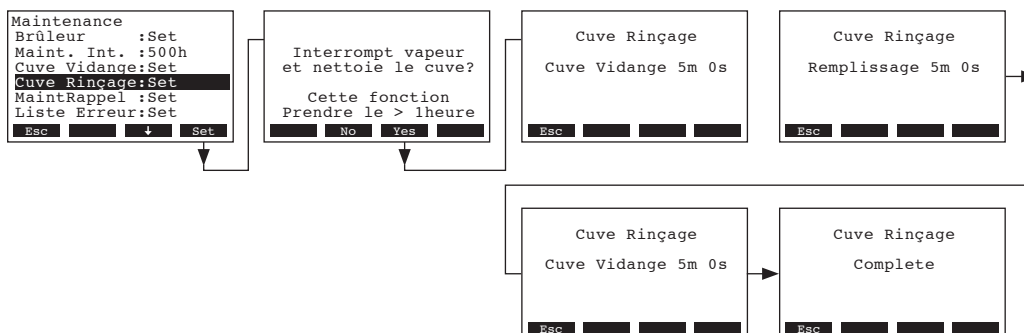 Maintenance
Brûleur :Set
Maint. Int. :500h
Cuve Vidange:Set
Cuve Rinçage:Set
MaintRappel :Set
Liste Erreur:Set
Esc ↓ Set
Interrompt vapeur
et nettoie le cuve?
Cette fonction
Prendre le > 1heure
No Yes
Cuve Rinçage
Cuve Vidange 5m 0s
Esc
Cuve Rinçage
Remplissage 5m 0s
Esc
Cuve Rinçage
Cuve Vidange 5m 0s
Esc
Cuve Rinçage
Complete
Esc